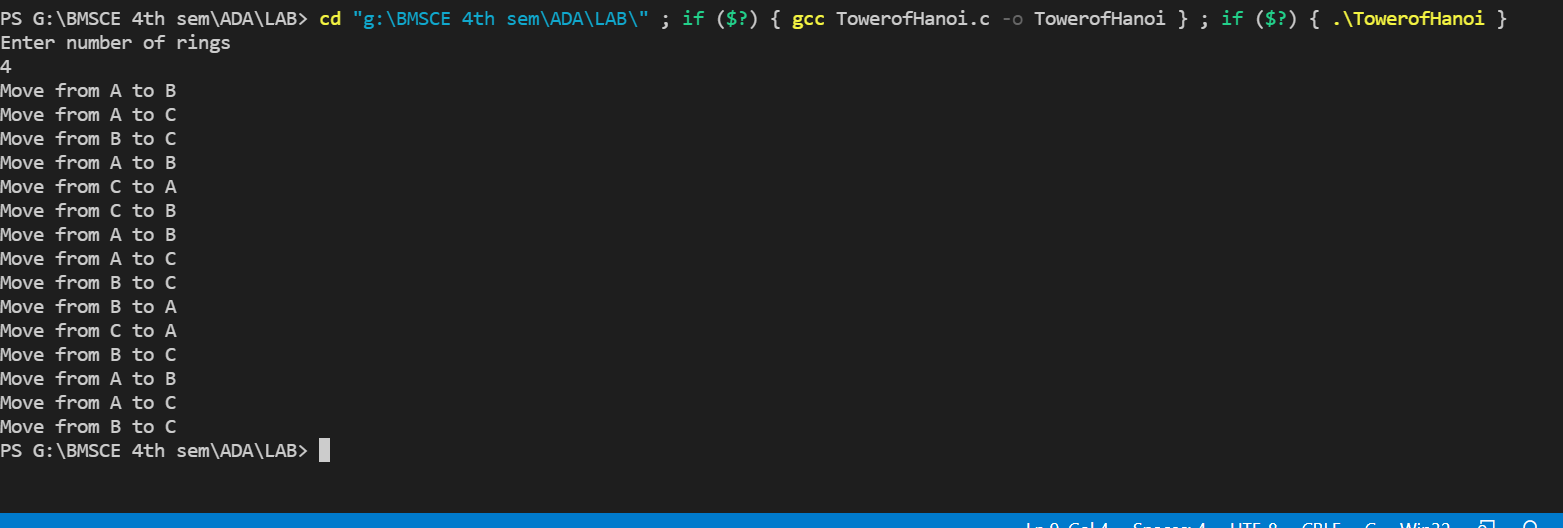 PS G:\BMSCE 4th sem\ADA\LAB> cd "g:\BMSCE 4th sem\ADA\LAB\" ; if ($?) { gcc TowerofHanoi.c -o TowerofHanoi } ; if ($?) { .\TowerofHanoi }
Enter number of rings
4
Move from A to B
Move from A to C
Move from B to C
Move from A to B
Move from C to A
Move from C to B
Move from A to B
Move from A to C
Move from B to C
Move from B to A
Move from C to A
Move from B to C
Move from A to B
Move from A to C
Move from B to C
PS G:\BMSCE 4th sem\ADA\LAB>